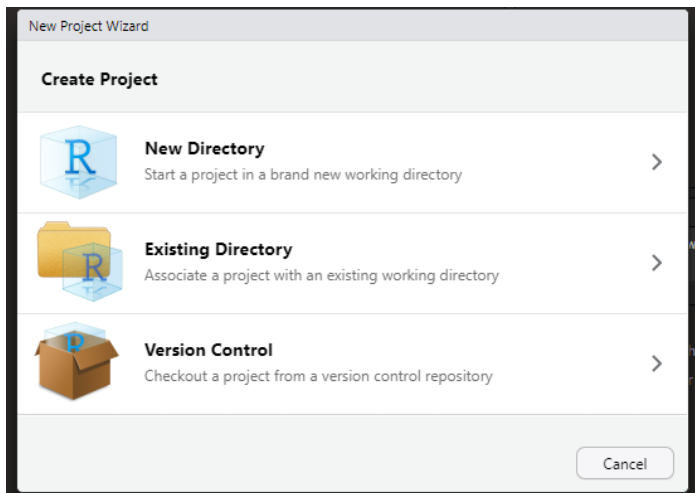 New Project Wizard
Create Project
R
New Directory
Start a project in a brand new working directory
R
Existing Directory
Associate a project with an existing working directory
R
Version Control
Checkout a project from a version control repository
Cancel